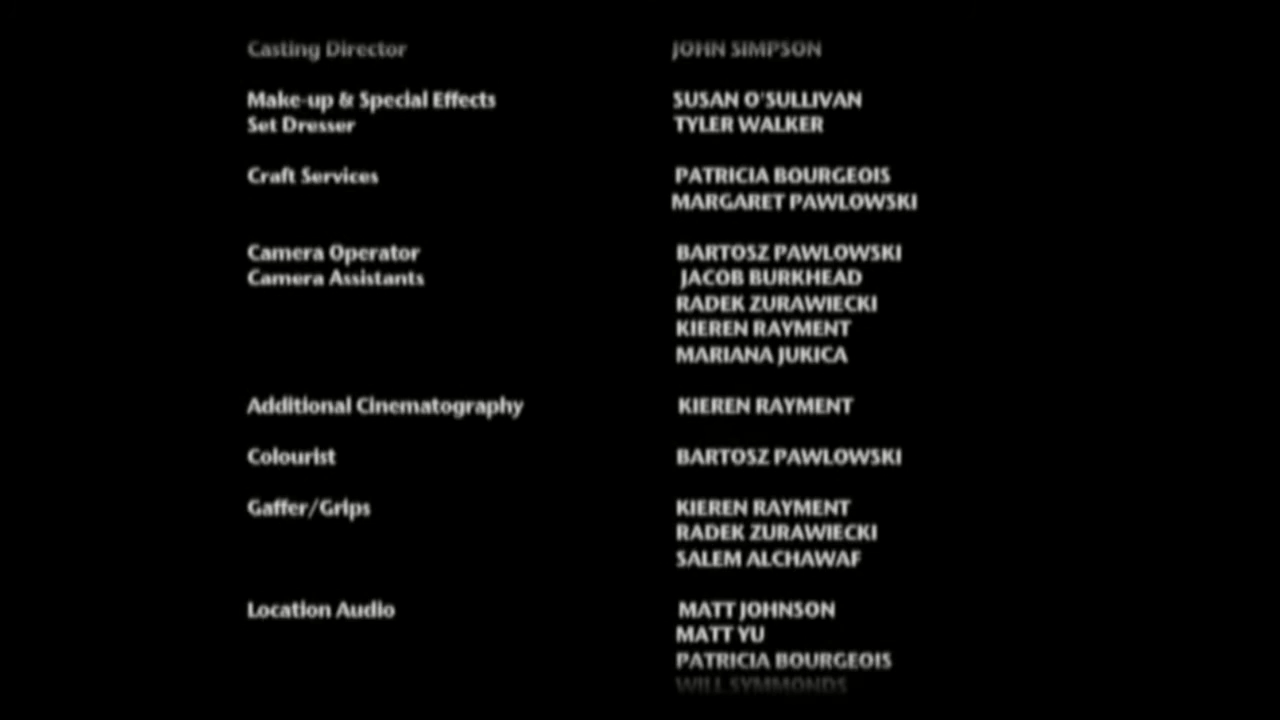 Casting Director JOHN SIMPSON
Make-up & Special Effects SUSAN O'SULLIVAN
Set Dresser TYLER WALKER
Craft Services PATRICIA BOURGEOIS
MARGARET PAWLOWSKI
Camera Operator BARTOSZ PAWLOWSKI
Camera Assistants JACOB BURKHEAD
RADEK ZURAWIECKI
KIEREN RAYMENT
MARIANA JUKICA
Additional Cinematography KIEREN RAYMENT
Colourist BARTOSZ PAWLOWSKI
Gaffer/Grips KIEREN RAYMENT
RADEK ZURAWIECKI
SALEM ALCHAWAF
Location Audio MATT JOHNSON
MATT YU
PATRICIA BOURGEOIS
WILL SYMMONDS